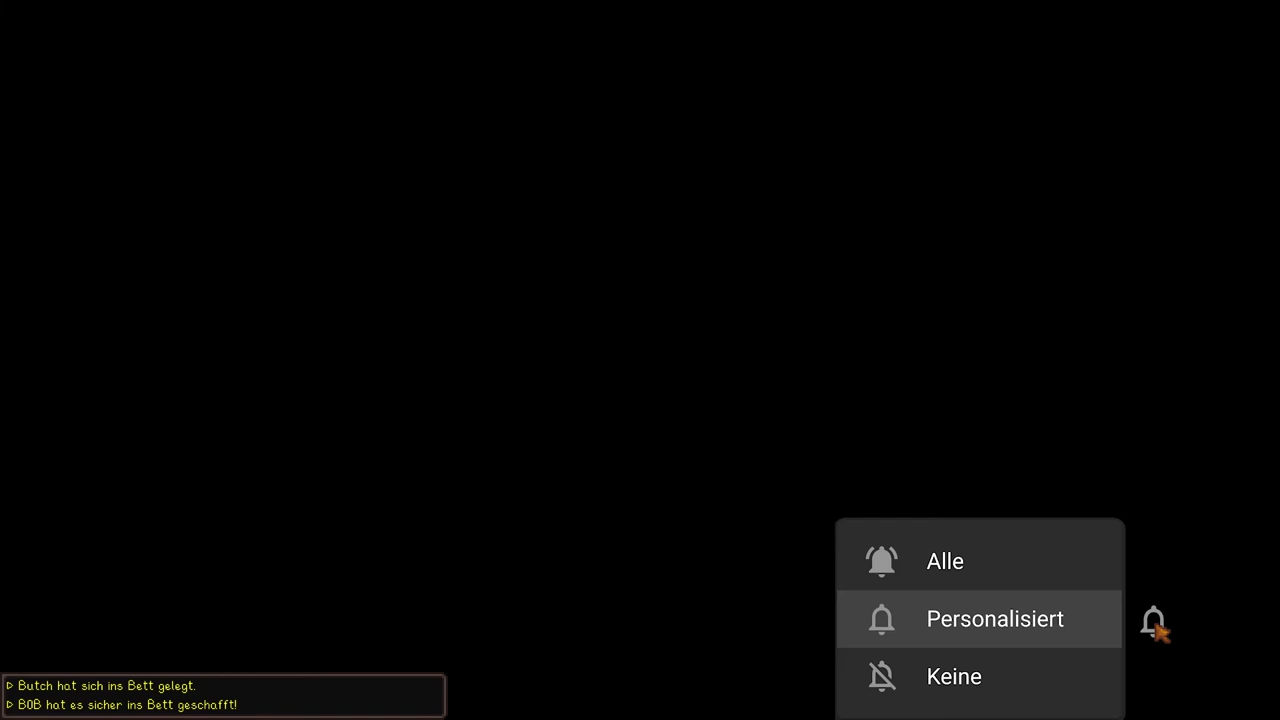 Alle
Personalisiert
Keine
▷ Butch hat sich ins Bett gelegt.
▷ BOB hat es sicher ins Bett geschafft!